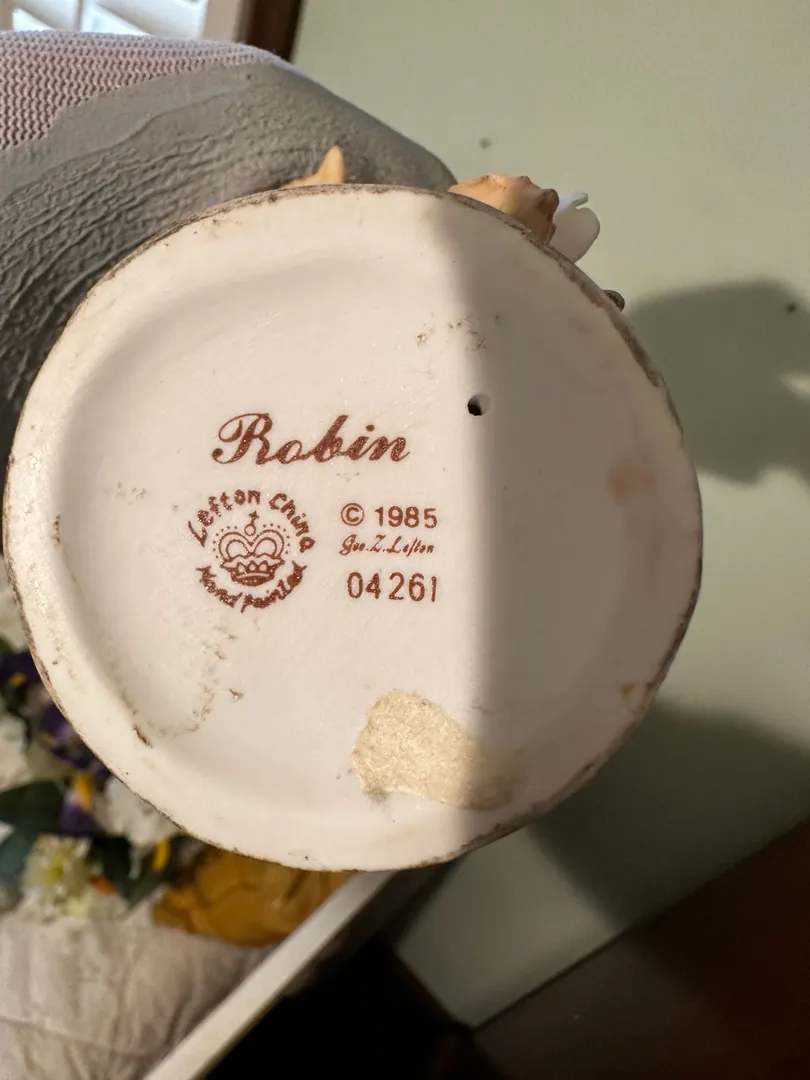 Robin
Lefton China
Hand Painted
© 1985
Geo. Z. Lefton
04261